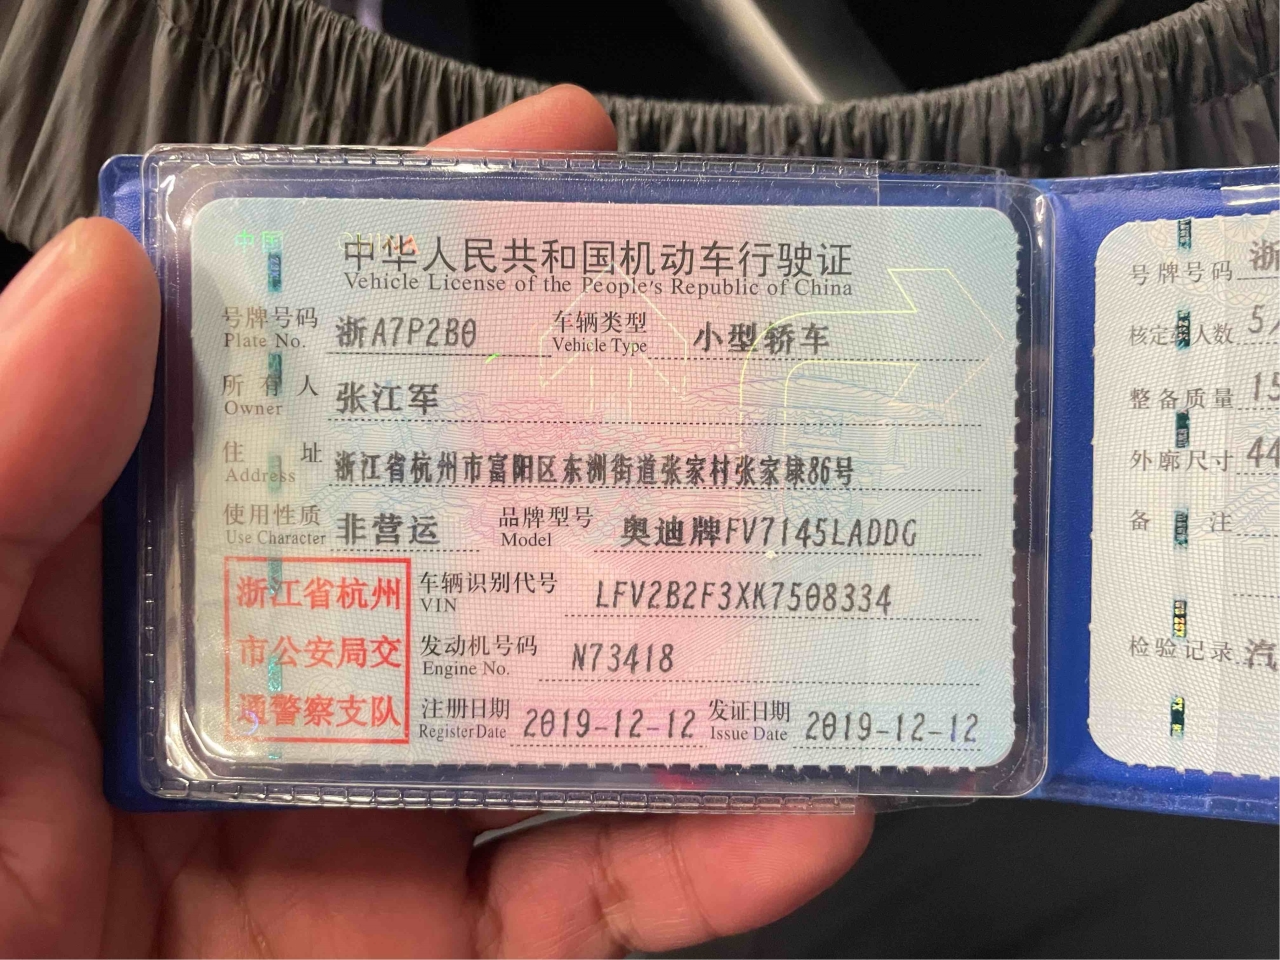 中华人民共和国机动车行驶证
Vehicle License of the People's Republic of China
号牌号码 浙A7P2B0 车辆类型 小型轿车
Plate No. Vehicle Type
所有人 张江军
Owner
住址 浙江省杭州市富阳区东洲街道张家村张家埭86号
Address
使用性质 非营运 品牌型号 奥迪牌FV7145LADDG
Use Character Model
浙江省杭州
市公安局交
通警察支队
车辆识别代号 LFV2B2F3XK7508334
VIN
发动机号码 N73418
Engine No.
注册日期 2019-12-12 发证日期 2019-12-12
Register Date Issue Date
号牌号码 浙
核定载人数 5
整备质量 15
外廓尺寸 44
备注
检验记录 汽